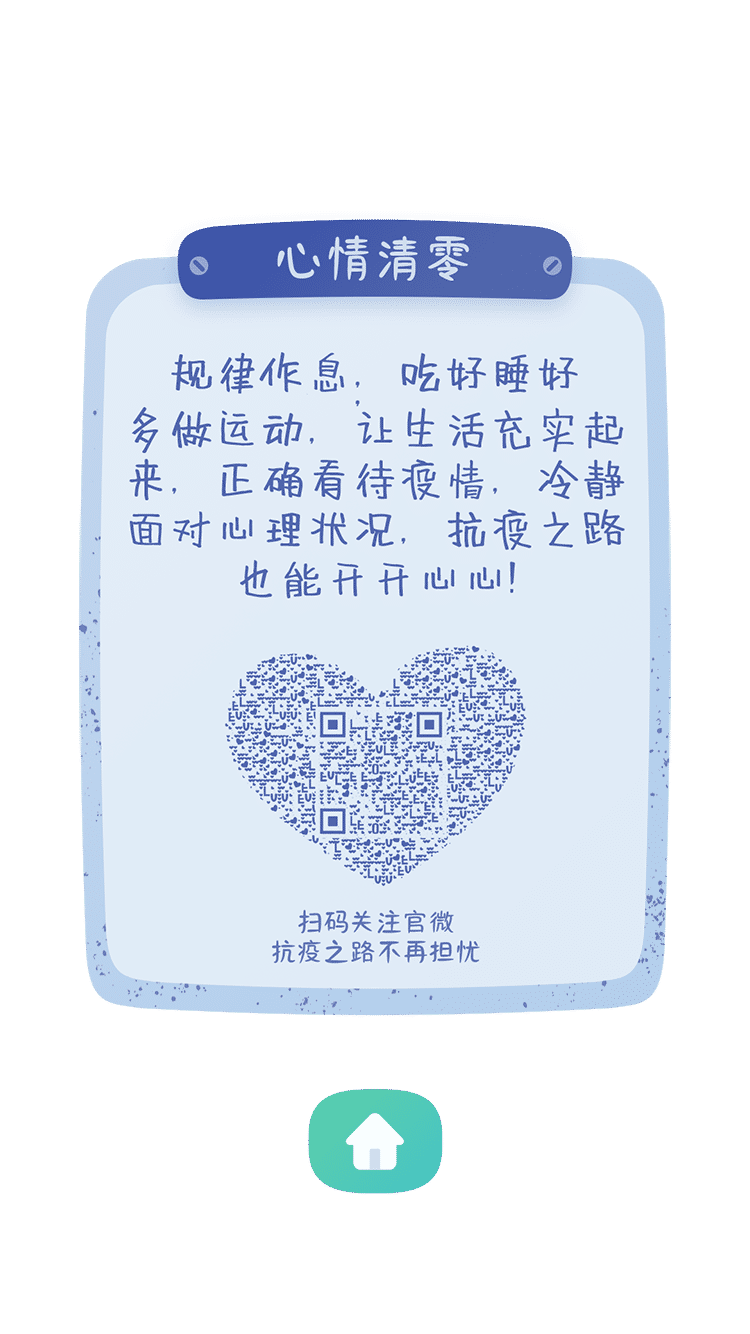 心情清零
规律作息，吃好睡好
多做运动，让生活充实起
来，正确看待疫情，冷静
面对心理状况，抗疫之路
也能开开心心！
扫码关注官微
抗疫之路不再担忧